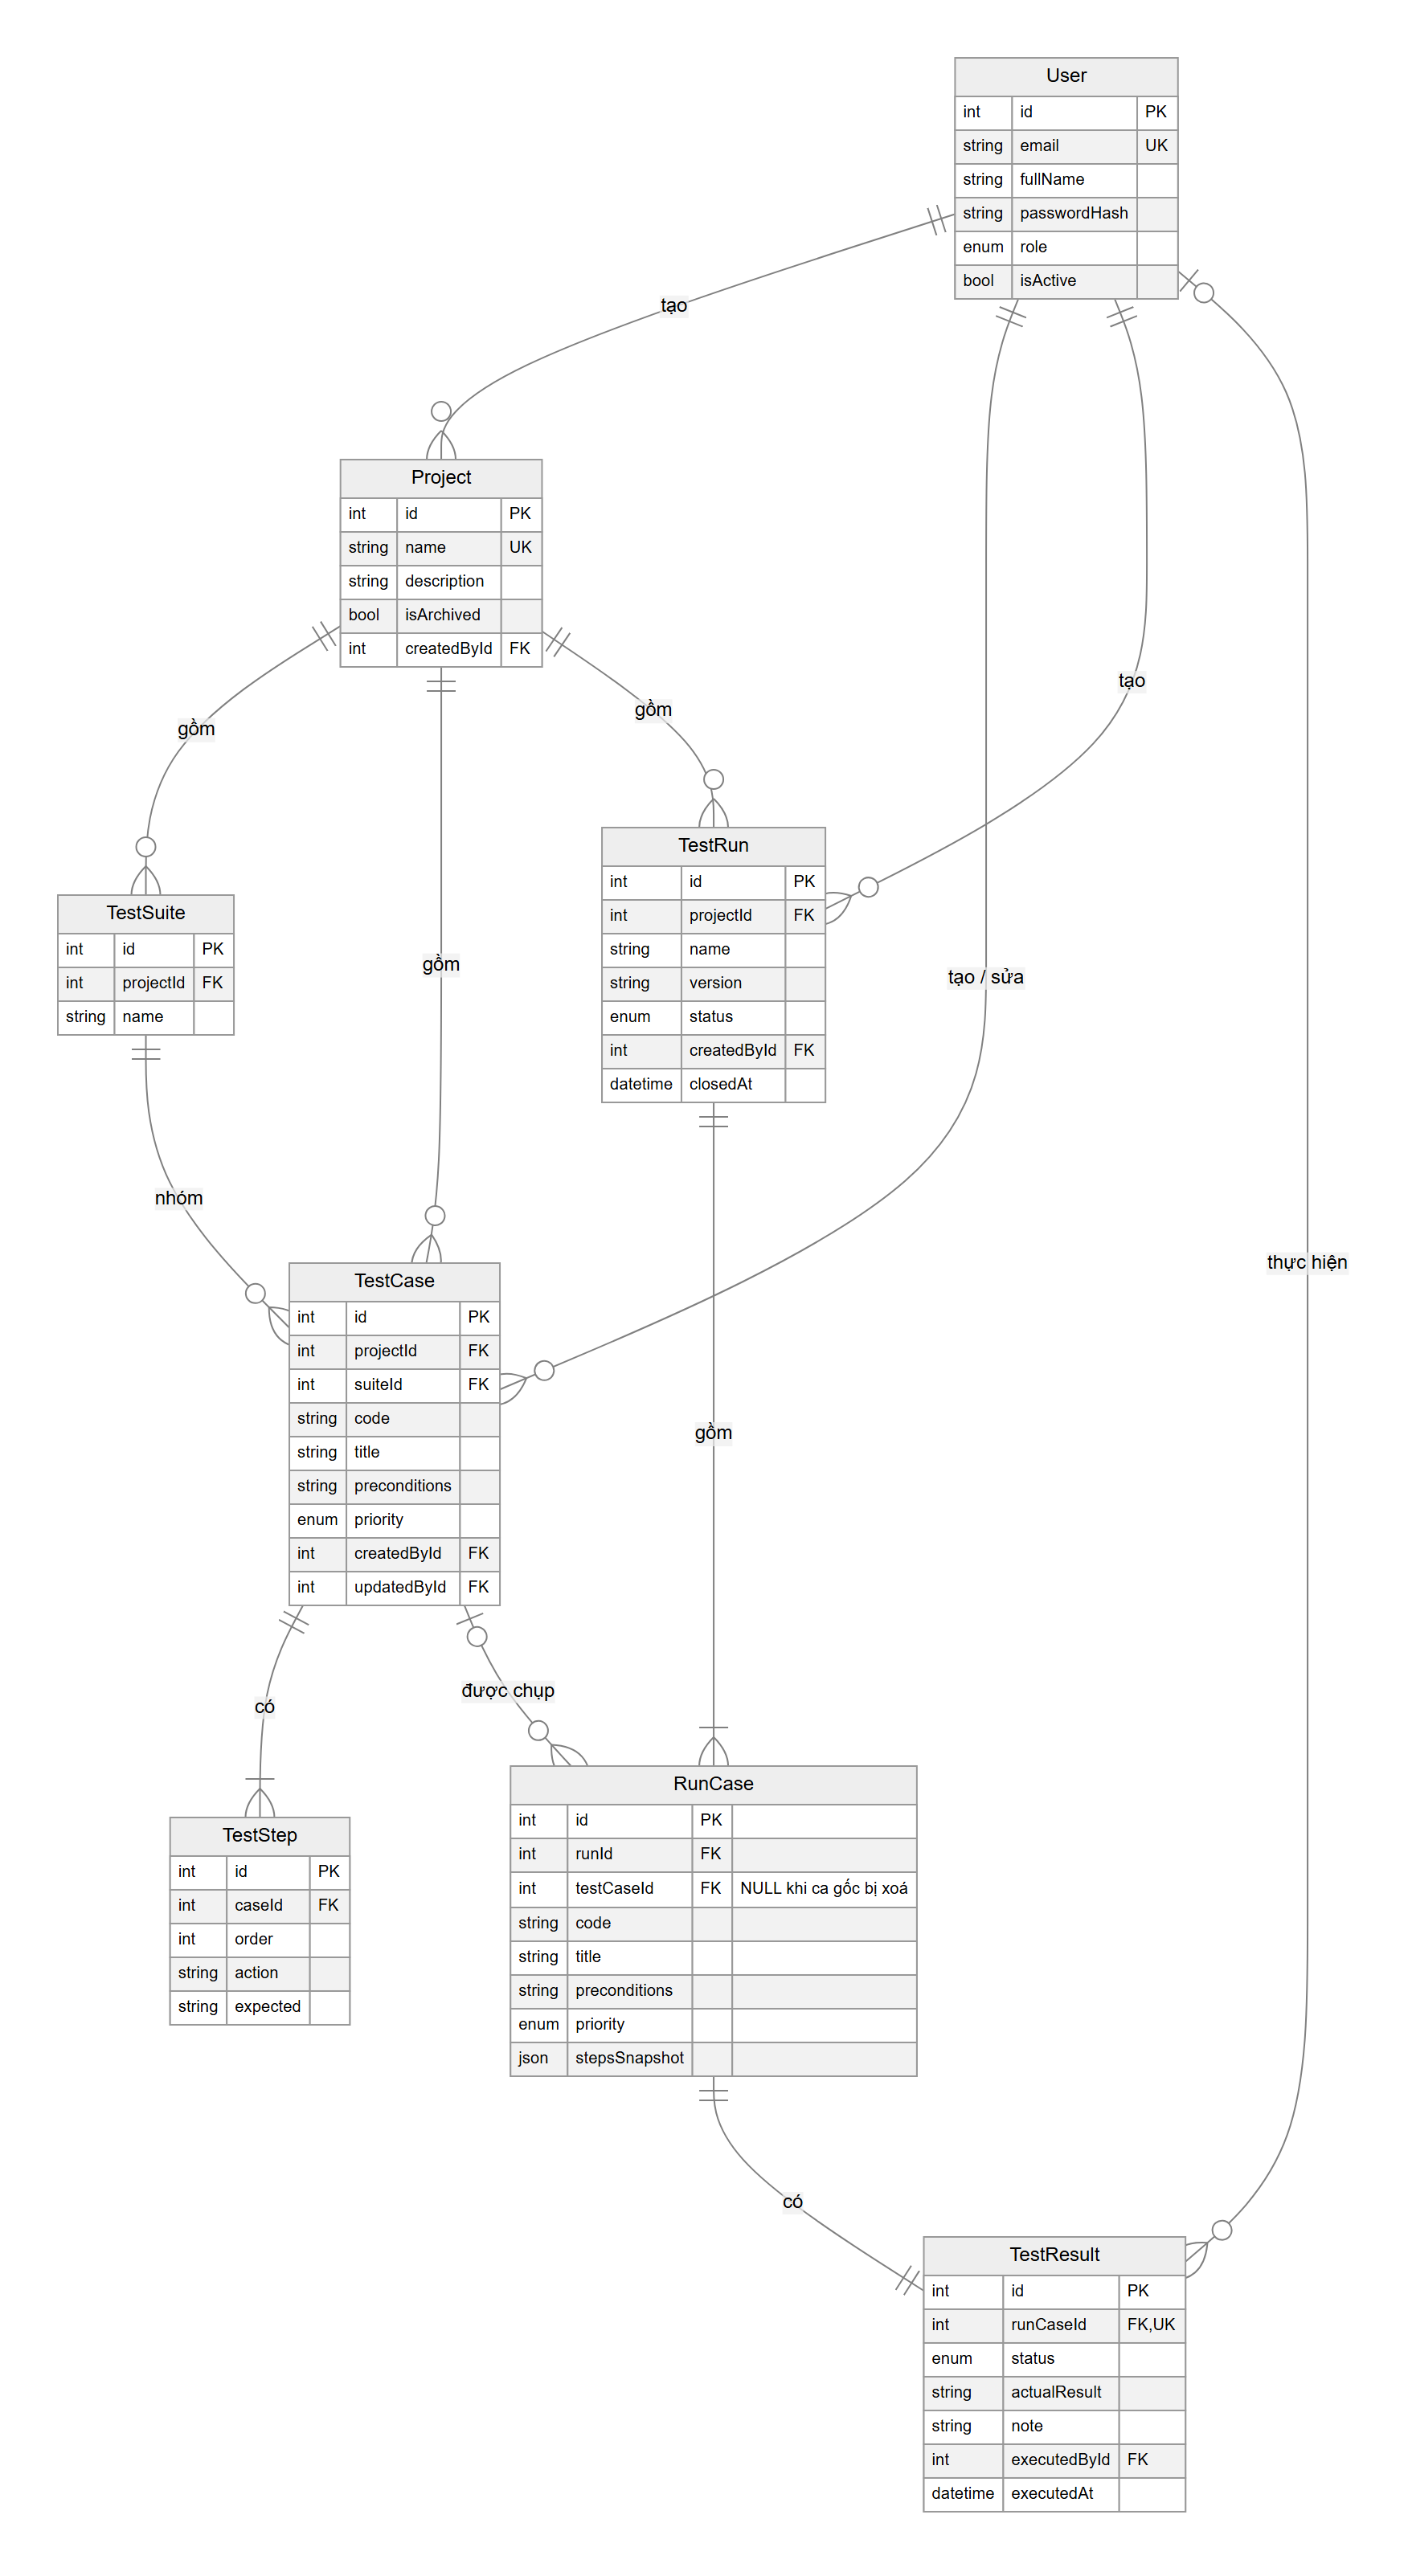 User
int id PK
string email UK
string fullName
string passwordHash
enum role
bool isActive
tạo
Project
int id PK
string name UK
string description
bool isArchived
int createdById FK
gồm
gồm
tạo
TestRun
int id PK
int projectId FK
string name
string version
enum status
int createdById FK
datetime closedAt
TestSuite
int id PK
int projectId FK
string name
gồm
tạo / sửa
nhóm
thực hiện
TestCase
int id PK
int projectId FK
int suiteId FK
string code
string title
string preconditions
enum priority
int createdById FK
int updatedById FK
gồm
có
được chụp
TestStep
int id PK
int caseId FK
int order
string action
string expected
RunCase
int id PK
int runId FK
int testCaseId FK NULL khi ca gốc bị xoá
string code
string title
string preconditions
enum priority
json stepsSnapshot
có
TestResult
int id PK
int runCaseId FK,UK
enum status
string actualResult
string note
int executedById FK
datetime executedAt